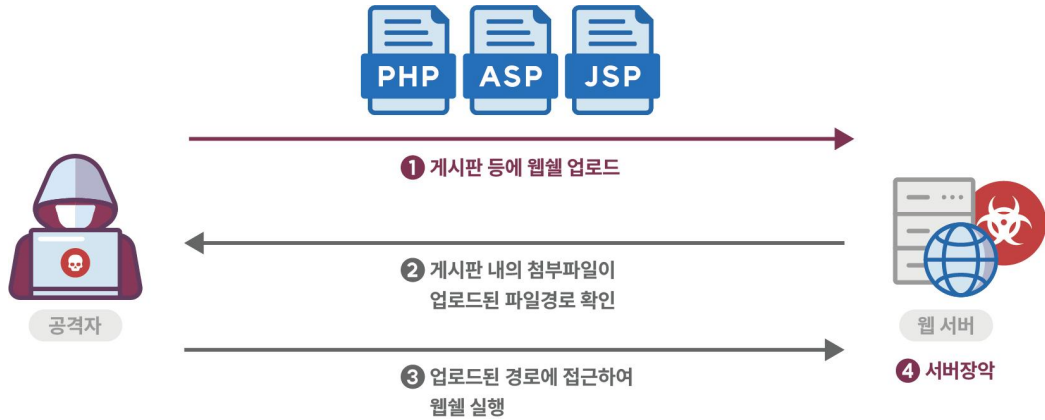 PHP ASP JSP
❶ 게시판 등에 웹쉘 업로드
❷ 게시판 내의 첨부파일이
업로드된 파일경로 확인
공격자
웹 서버
❸ 업로드된 경로에 접근하여
웹쉘 실행
❹ 서버장악